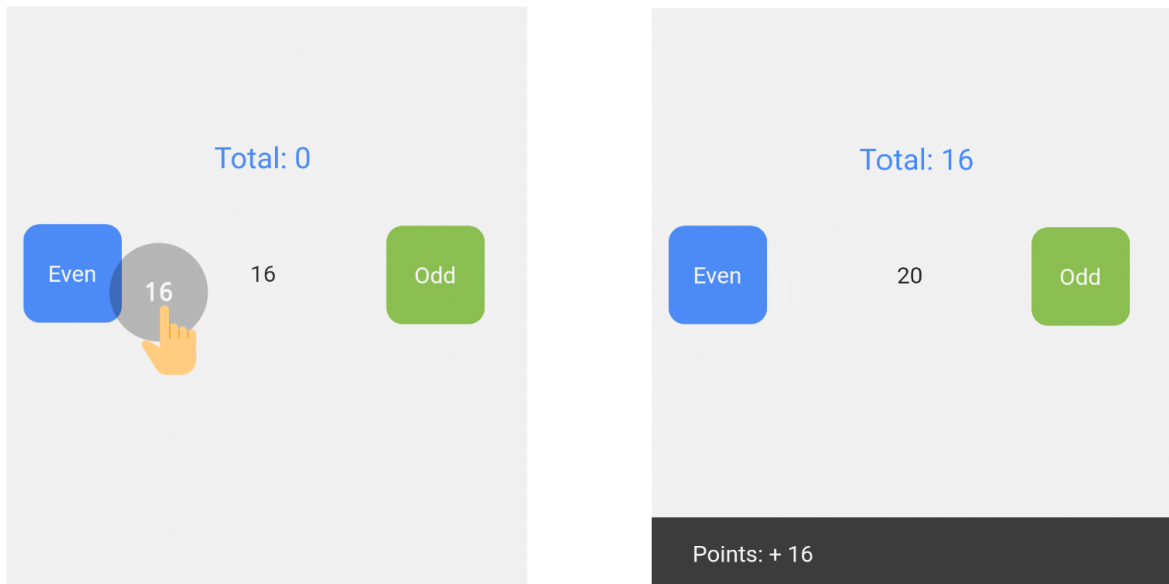 Total: 0
Even
16
16
Odd
Total: 16
Even
20
Odd
Points: + 16